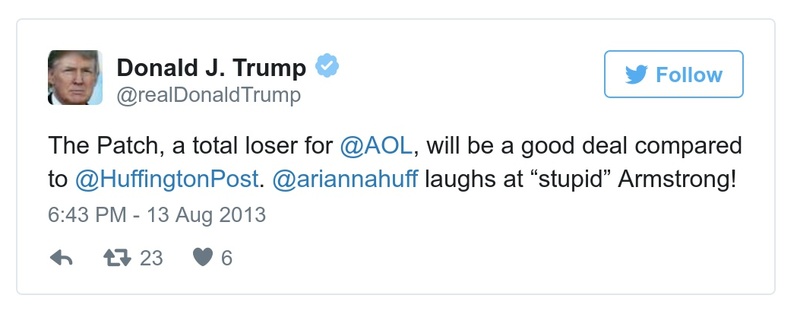 Donald J. Trump
@realDonaldTrump
Follow
The Patch, a total loser for @AOL, will be a good deal compared
to @HuffingtonPost. @ariannahuff laughs at “stupid” Armstrong!
6:43 PM - 13 Aug 2013
23 6